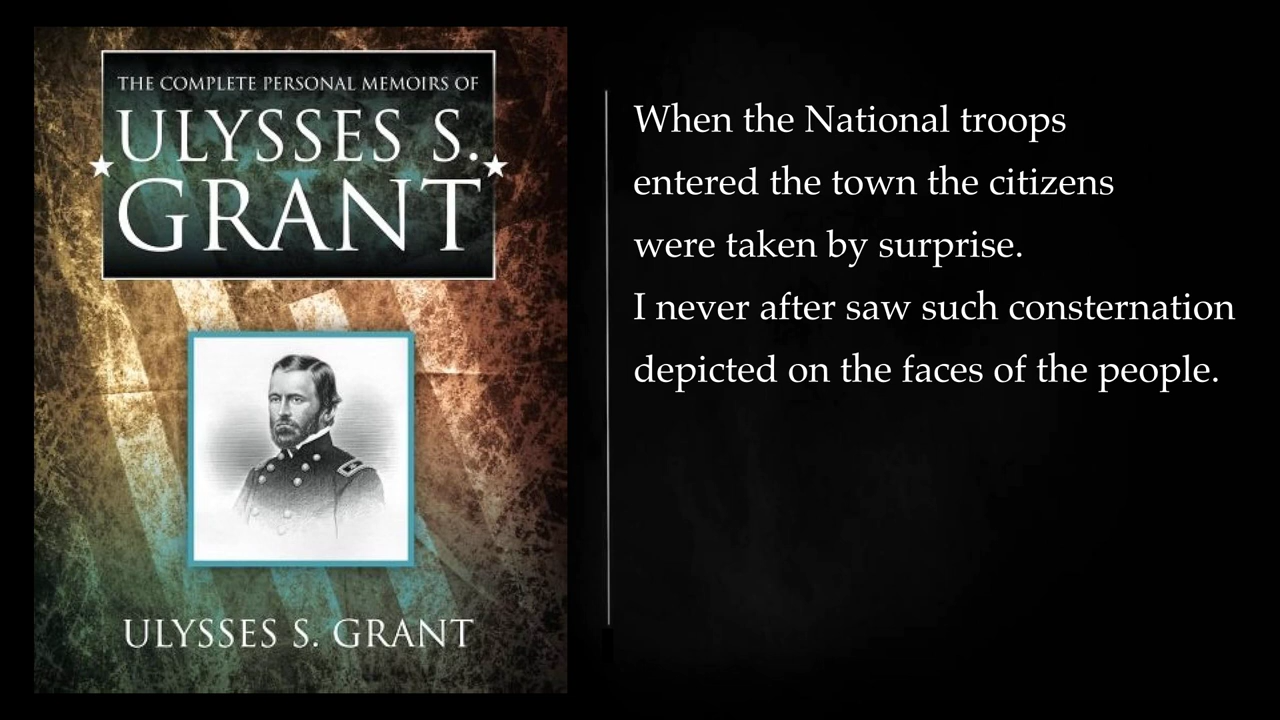 THE COMPLETE PERSONAL MEMOIRS OF
ULYSSES S.
GRANT
ULYSSES S. GRANT
When the National troops
entered the town the citizens
were taken by surprise.
I never after saw such consternation
depicted on the faces of the people.